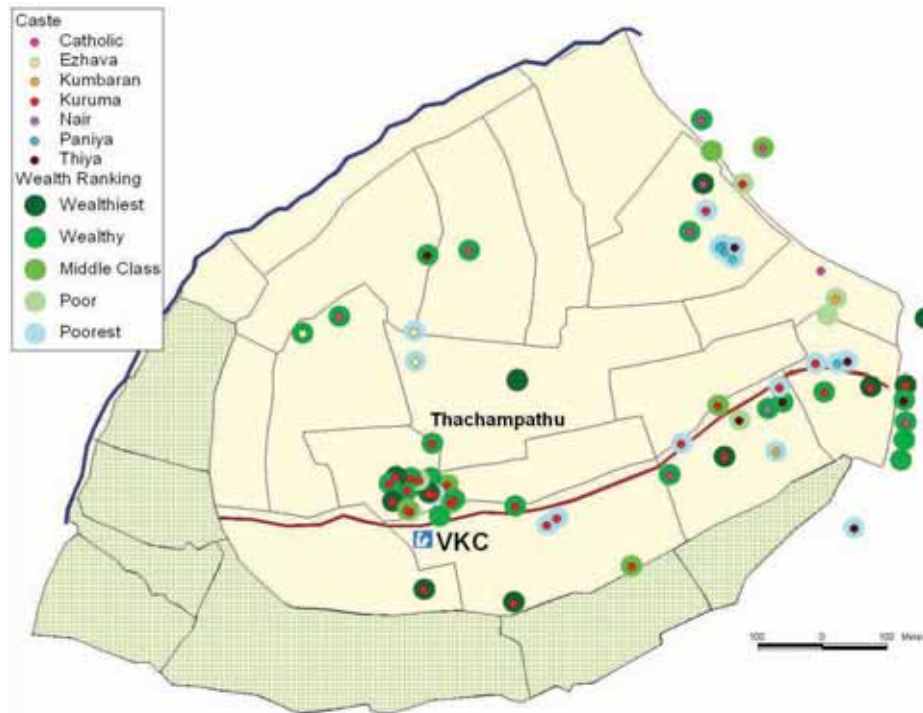 Caste
Catholic
Ezhava
Kumbaran
Kuruma
Nair
Paniya
Thiya
Wealth Ranking
Wealthiest
Wealthy
Middle Class
Poor
Poorest
Thachampathu
VKC
100 0 100